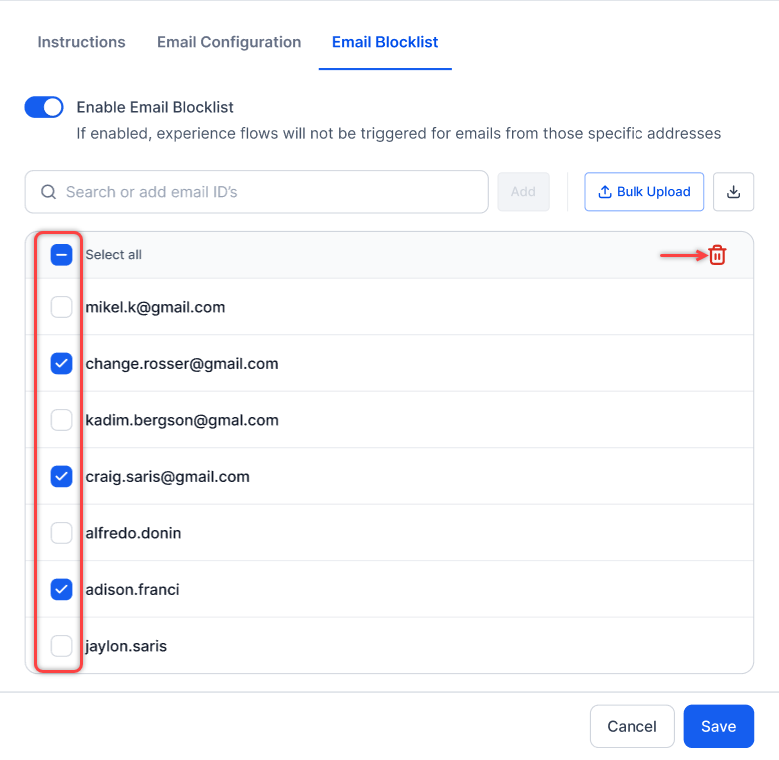 Instructions Email Configuration Email Blocklist
Enable Email Blocklist
If enabled, experience flows will not be triggered for emails from those specific addresses
Search or add email ID's Add Bulk Upload
Select all
mikel.k@gmail.com
change.rosser@gmail.com
kadim.bergson@gmal.com
craig.saris@gmail.com
alfredo.donin
adison.franci
jaylon.saris
Cancel Save